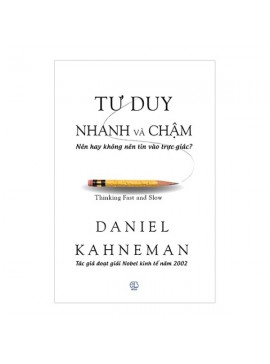 TƯ DUY
NHANH VÀ CHẬM
Nên hay không nên tin vào trực giác?
Thinking Fast and Slow
DANIEL
KAHNEMAN
Tác giả đoạt giải Nobel kinh tế năm 2002